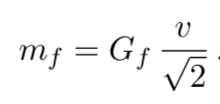 m_f = G_f \frac{v}{\sqrt{2}} .